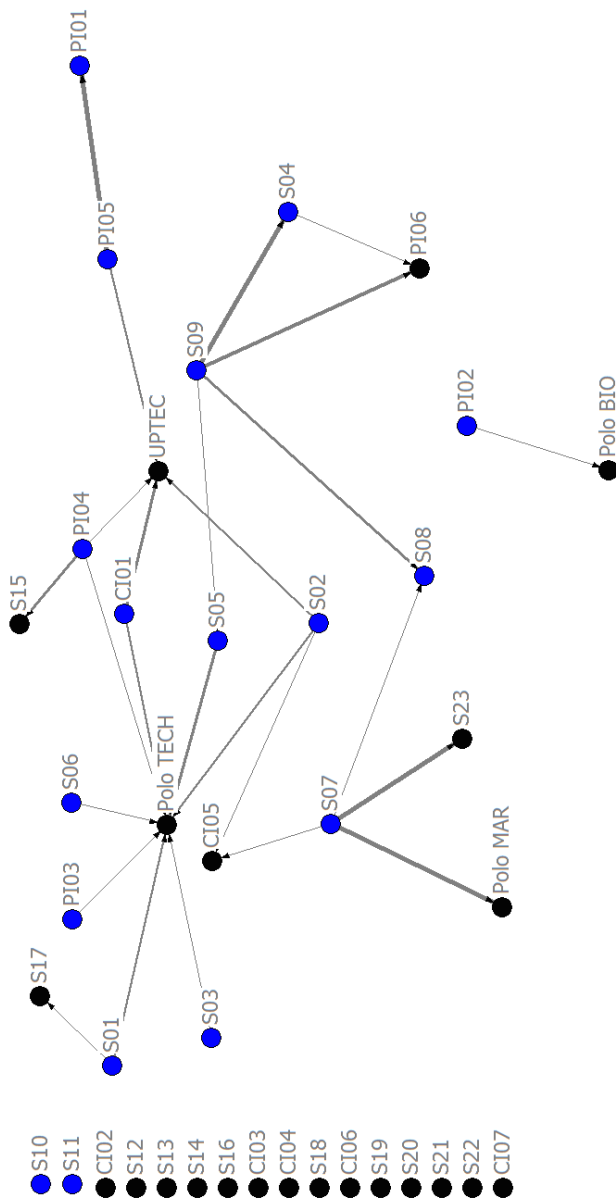 PI01
S04
PI05
PI06
S09
UPTEC
PI02
Polo BIO
PI04
S15
CI01
S05
S02
S08
S23
Polo TECH
S06
S07
CI05
PI03
Polo MAR
S17
S01
S03
S10
S11
CI02
S12
S13
S14
S16
CI03
CI04
S18
CI06
S19
S20
S21
S22
CI07